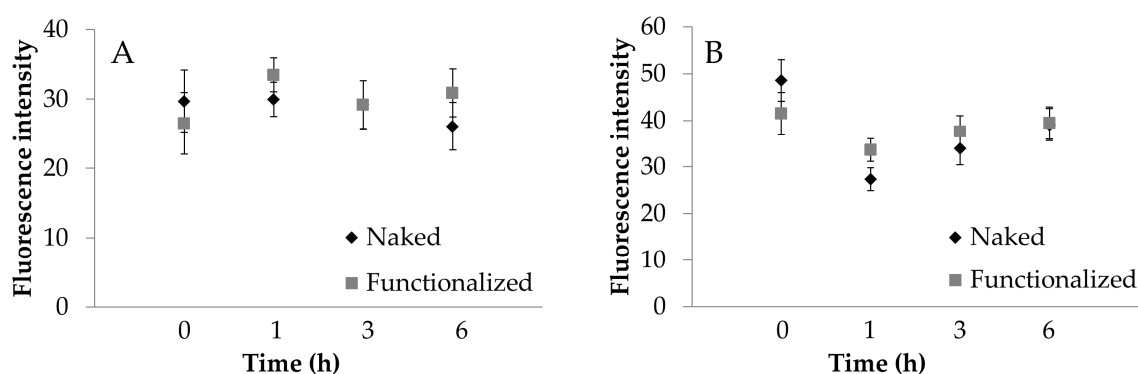 A
Fluorescence intensity
40
30
20
10
0
Naked
Functionalized
0 1 3 6
Time (h)
B
Fluorescence intensity
60
50
40
30
20
10
0
Naked
Functionalized
0 1 3 6
Time (h)